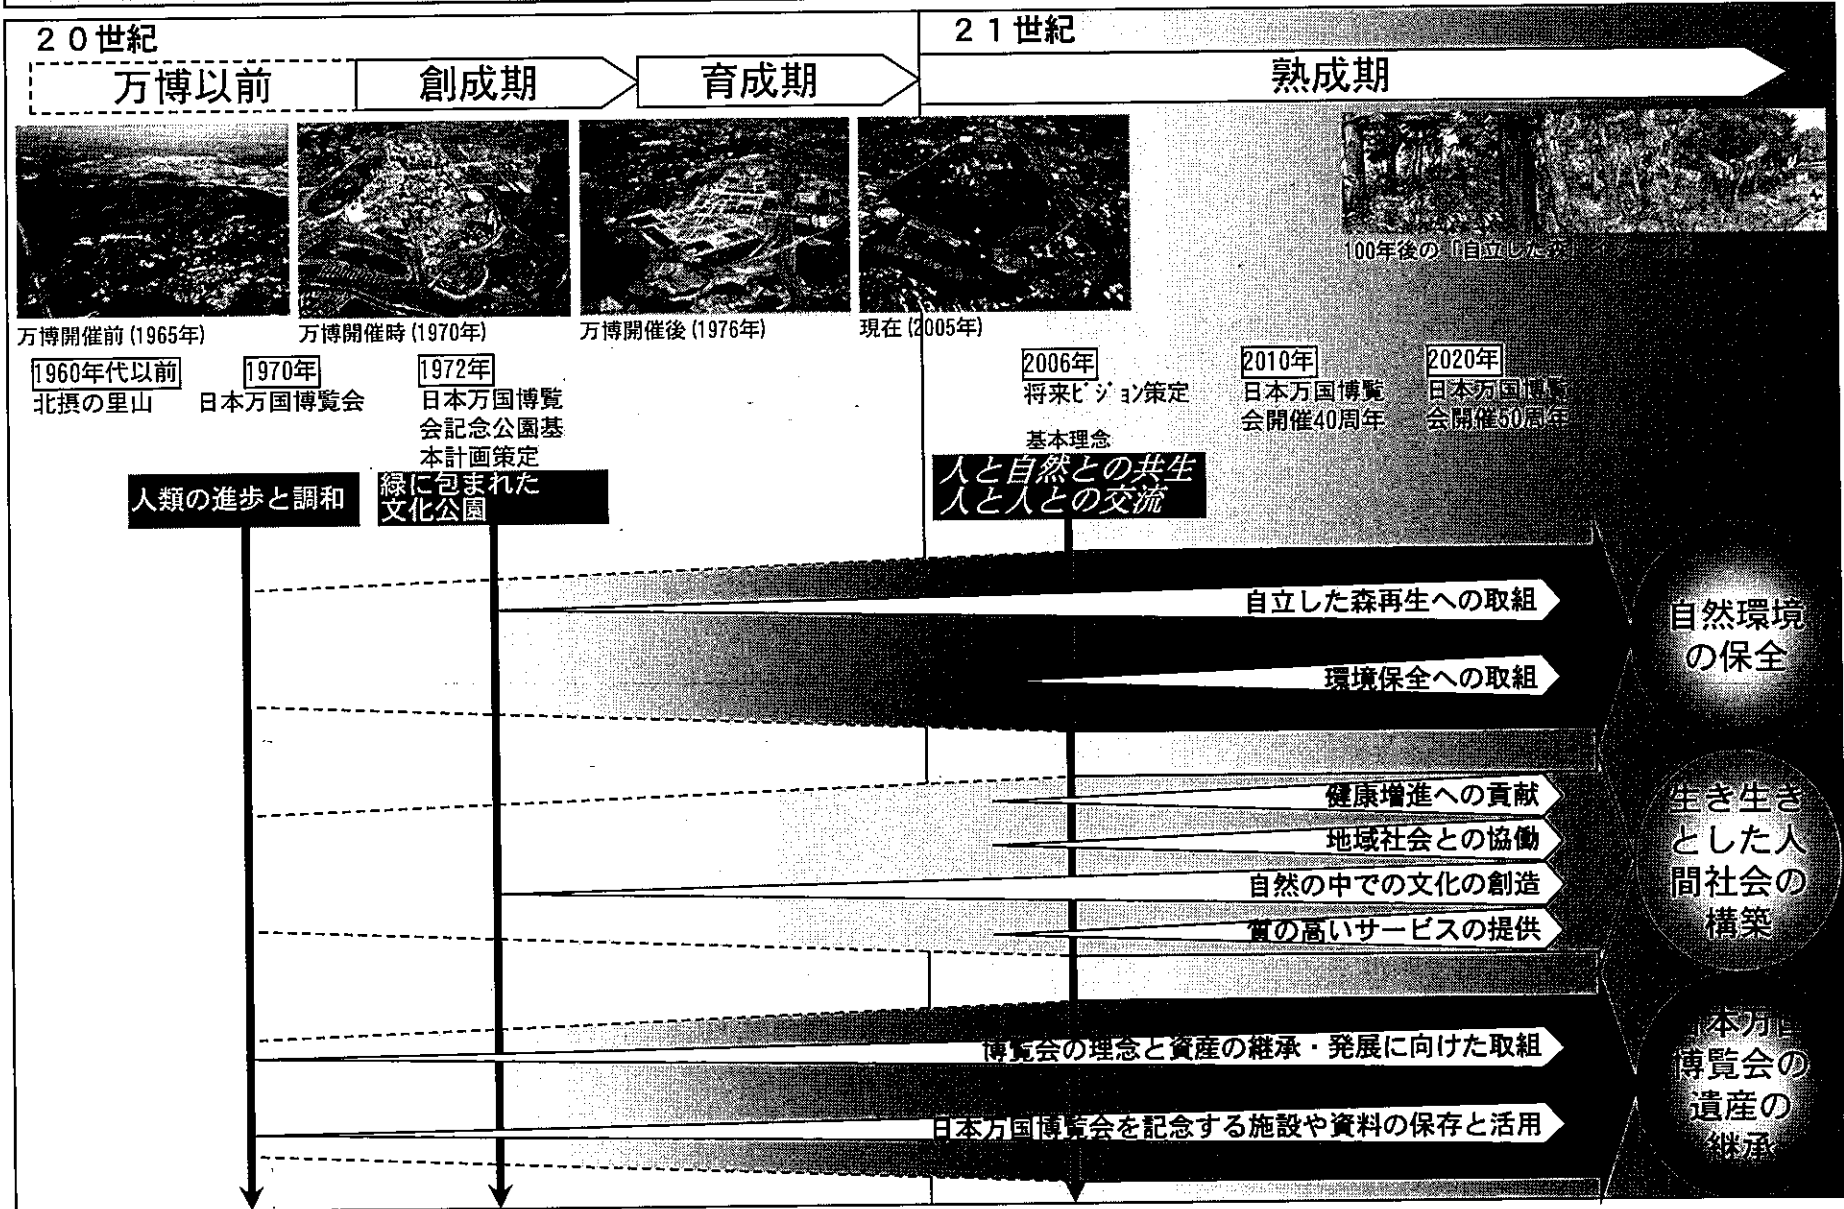 ２０世紀
２１世紀
万博以前
創成期
育成期
熟成期
100年後の「自立した森
万博開催前 (1965年)
万博開催時 (1970年)
万博開催後 (1976年)
現在 (2005年)
1960年代以前
北摂の里山
1970年
日本万国博覧会
1972年
日本万国博覧
会記念公園基
本計画策定
2006年
将来ビジョン策定
2010年
日本万国博覧
会開催40周年
2020年
日本万国博覧
会開催50周年
基本理念
人類の進歩と調和
緑に包まれた
文化公園
人と自然との共生
人と人との交流
自立した森再生への取組
環境保全への取組
自然環境
の保全
健康増進への貢献
地域社会との協働
自然の中での文化の創造
質の高いサービスの提供
生き生き
とした人
間社会の
構築
博覧会の理念と資産の継承・発展に向けた取組
日本万国博覧会を記念する施設や資料の保存と活用
日本万国
博覧会の
遺産の
継承